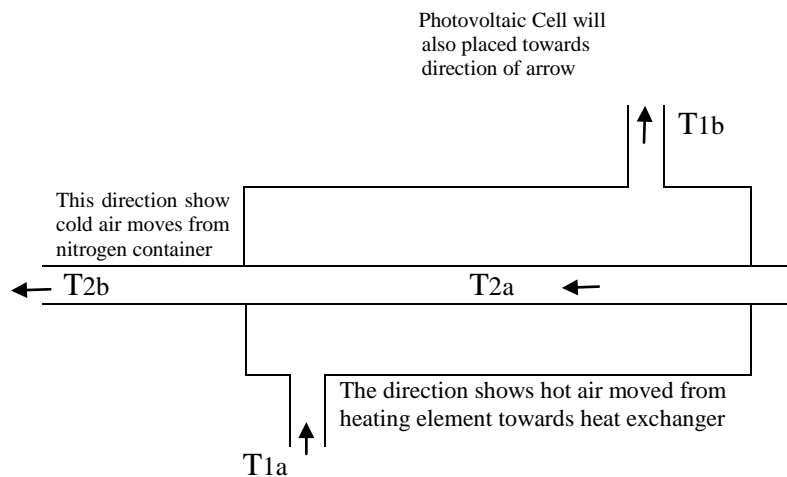 Photovoltaic Cell will
also placed towards
direction of arrow
T1b
This direction show
cold air moves from
nitrogen container
T2b
T2a
The direction shows hot air moved from
heating element towards heat exchanger
T1a